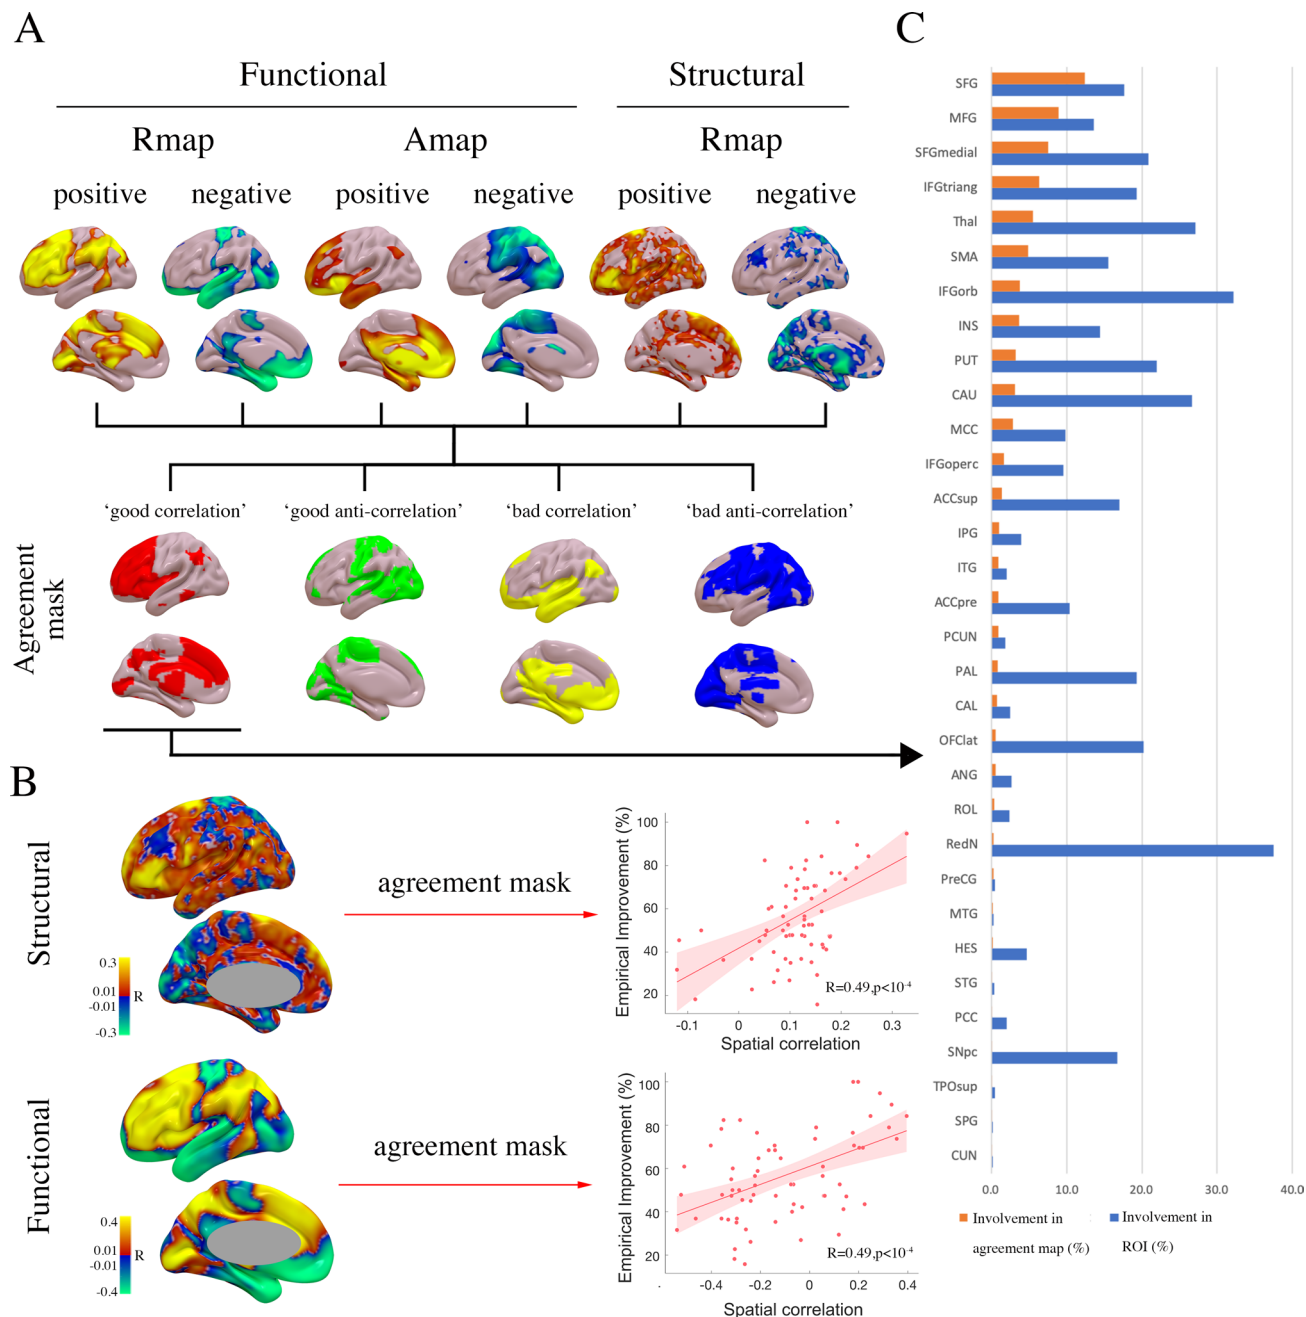 A
Functional
Structural
Rmap
Amap
Rmap
positive
negative
positive
negative
positive
negative
‘good correlation’
‘good anti-correlation’
‘bad correlation’
‘bad anti-correlation’
Agreement
mask
B
Structural
agreement mask
0.3
0.01
-0.01
-0.3
R
Empirical Improvement (%)
100
80
60
40
20
R=0.49,p<10-4
-0.1
0
0.1
0.2
0.3
Spatial correlation
Functional
agreement mask
0.4
0.01
-0.01
-0.4
R
Empirical Improvement (%)
100
80
60
40
20
R=0.49,p<10-4
-0.4
-0.2
0
0.2
0.4
Spatial correlation
C
SFG
MFG
SFGmedial
IFGtriang
Thal
SMA
IFGorb
INS
PUT
CAU
MCC
IFGoperc
ACCsup
IPG
ITG
ACCpre
PCUN
PAL
CAL
OFClat
ANG
ROL
RedN
PreCG
MTG
HES
STG
PCC
SNpc
TPOsup
SPG
CUN
0.0
10.0
20.0
30.0
40.0
Involvement in
agreement map (%)
Involvement in
ROI (%)